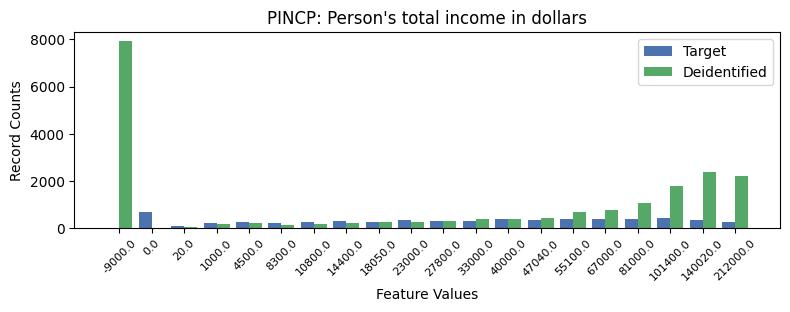 PINCP: Person's total income in dollars
Target
Deidentified
Record Counts
8000
6000
4000
2000
0
-9000.0 0.0 20.0 1000.0 4500.0 8300.0 10800.0 14400.0 18050.0 23000.0 27800.0 33000.0 40000.0 47040.0 55100.0 67000.0 81000.0 101400.0 140020.0 212000.0
Feature Values